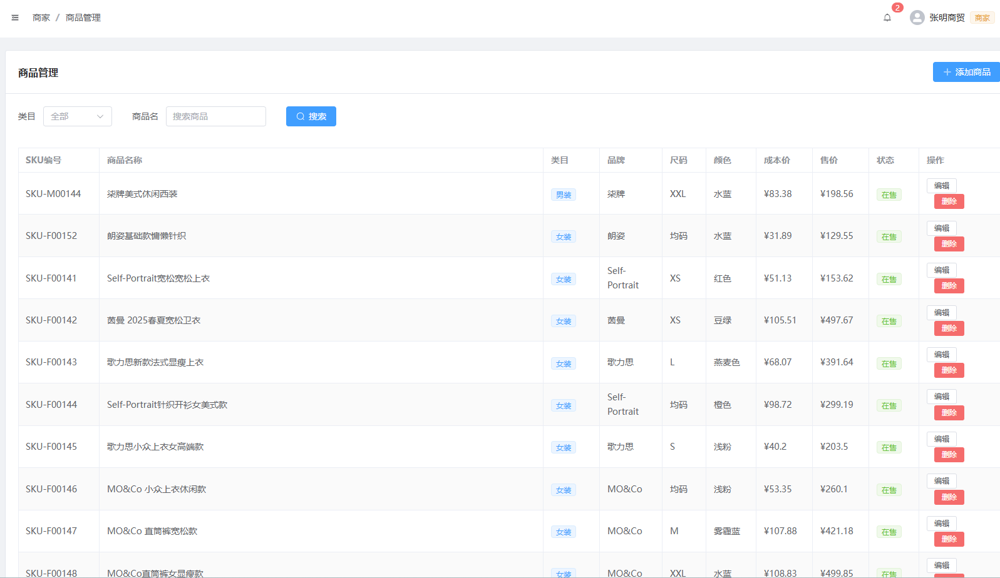 商家 / 商品管理
2
张明商贸 商家
商品管理
添加商品
类目 全部 商品名 搜索商品 搜索
SKU编号 商品名称 类目 品牌 尺码 颜色 成本价 售价 状态 操作
SKU-M00144 柒牌美式休闲西装 男装 柒牌 XXL 水蓝 ¥83.38 ¥198.56 在售 编辑 删除
SKU-F00152 朗姿基础款慵懒针织 女装 朗姿 均码 水蓝 ¥31.89 ¥129.55 在售 编辑 删除
SKU-F00141 Self-Portrait宽松宽松上衣 女装 Self-Portrait XS 红色 ¥51.13 ¥153.62 在售 编辑 删除
SKU-F00142 茵曼 2025春夏宽松卫衣 女装 茵曼 XS 豆绿 ¥105.51 ¥497.67 在售 编辑 删除
SKU-F00143 歌力思新款法式显瘦上衣 女装 歌力思 L 燕麦色 ¥68.07 ¥391.64 在售 编辑 删除
SKU-F00144 Self-Portrait针织开衫女美式款 女装 Self-Portrait 均码 橙色 ¥98.72 ¥299.19 在售 编辑 删除
SKU-F00145 歌力思小众上衣女高端款 女装 歌力思 S 浅粉 ¥40.2 ¥203.5 在售 编辑 删除
SKU-F00146 MO&Co 小众上衣休闲款 女装 MO&Co 均码 浅粉 ¥53.35 ¥260.1 在售 编辑 删除
SKU-F00147 MO&Co 直筒裤宽松款 女装 MO&Co M 雾霾蓝 ¥107.88 ¥421.18 在售 编辑 删除
SKU-F00148 MO&Co直筒裤女显瘦款 女装 MO&Co XXL 水蓝 ¥108.83 ¥499.85 在售 编辑